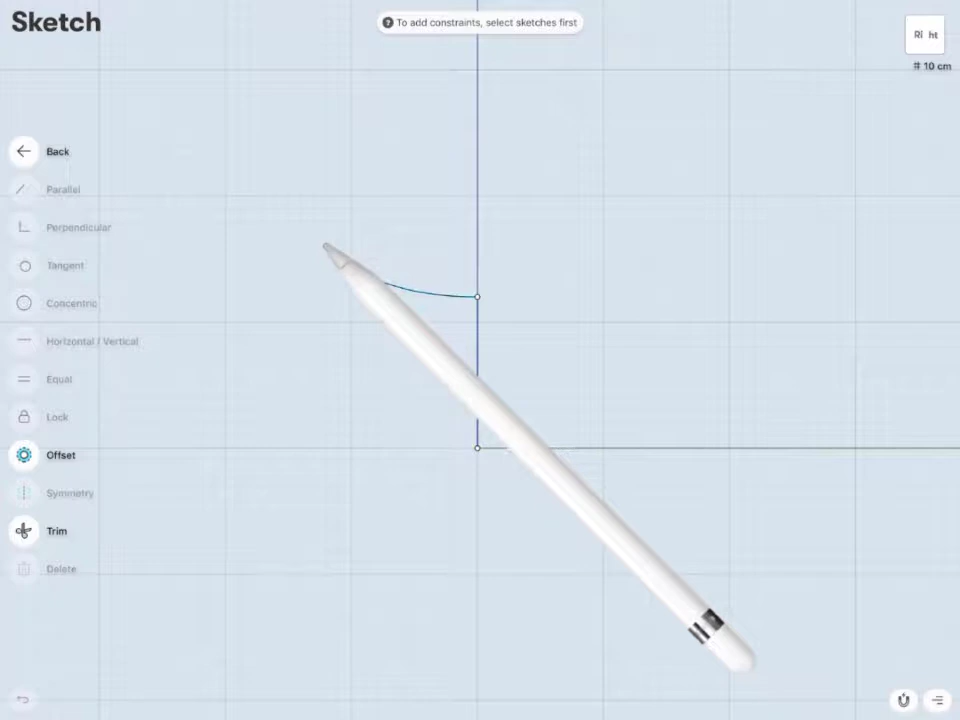 Sketch
To add constraints, select sketches first
# 10 cm
Back
Parallel
Perpendicular
Tangent
Concentric
Horizontal / Vertical
Equal
Lock
Offset
Symmetry
Trim
Delete